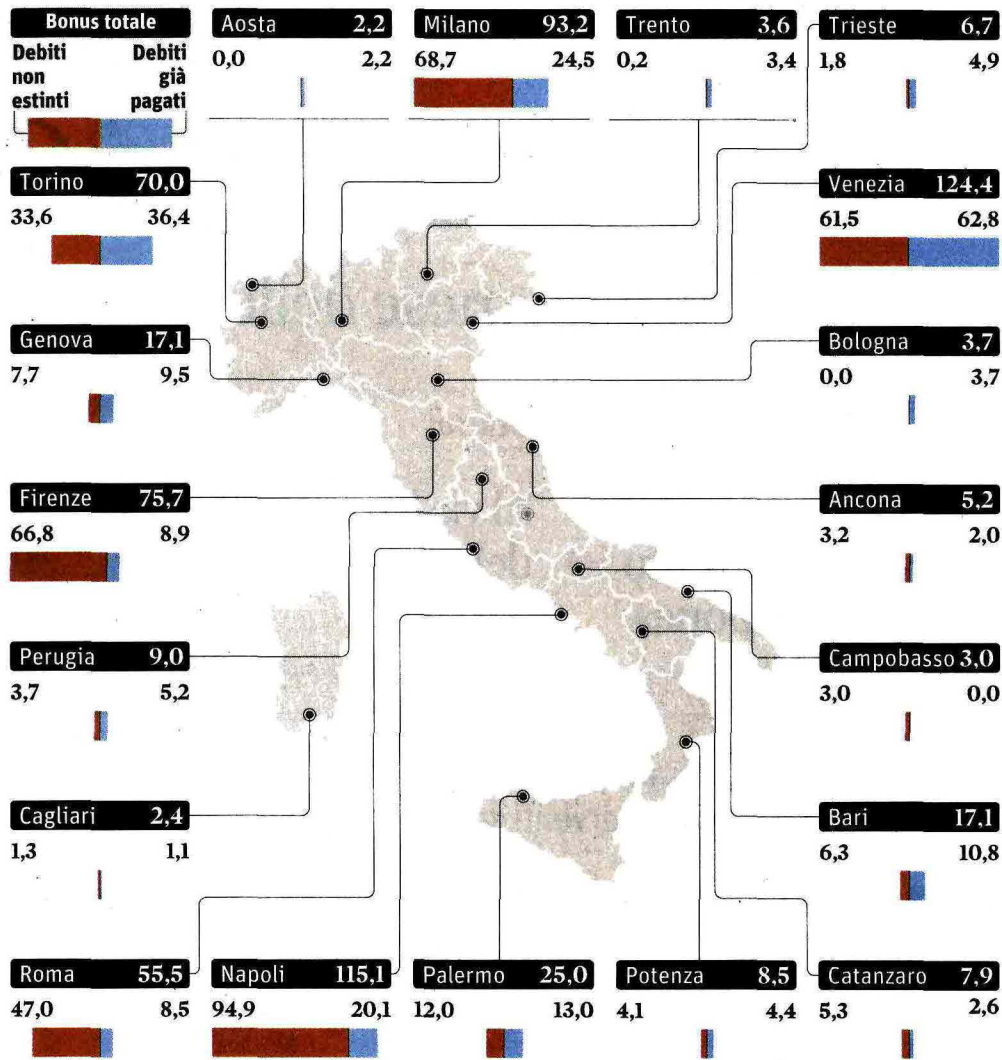 Bonus totale
Debiti non estinti
Debiti già pagati
Aosta 2,2
0,0 2,2
Milano 93,2
68,7 24,5
Trento 3,6
0,2 3,4
Trieste 6,7
1,8 4,9
Torino 70,0
33,6 36,4
Venezia 124,4
61,5 62,8
Genova 17,1
7,7 9,5
Bologna 3,7
0,0 3,7
Firenze 75,7
66,8 8,9
Ancona 5,2
3,2 2,0
Perugia 9,0
3,7 5,2
Campobasso 3,0
3,0 0,0
Cagliari 2,4
1,3 1,1
Bari 17,1
6,3 10,8
Roma 55,5
47,0 8,5
Napoli 115,1
94,9 20,1
Palermo 25,0
12,0 13,0
Potenza 8,5
4,1 4,4
Catanzaro 7,9
5,3 2,6